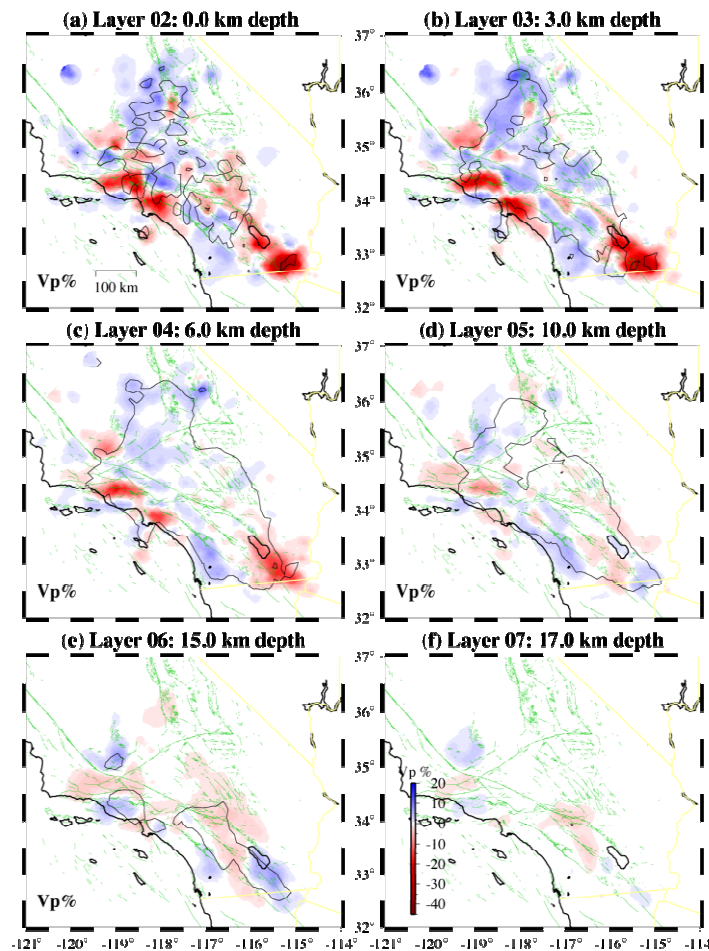 (a) Layer 02: 0.0 km depth
(b) Layer 03: 3.0 km depth
37°
36°
35°
34°
33°
32°
Vp%
100 km
Vp%
(c) Layer 04: 6.0 km depth
(d) Layer 05: 10.0 km depth
37°
36°
35°
34°
33°
32°
Vp%
Vp%
(e) Layer 06: 15.0 km depth
(f) Layer 07: 17.0 km depth
37°
36°
35°
34°
33°
32°
Vp%
Vp %
20
10
0
-10
-20
-30
-40
-121° -120° -119° -118° -117° -116° -115° -114° -121° -120° -119° -118° -117° -116° -115° -114